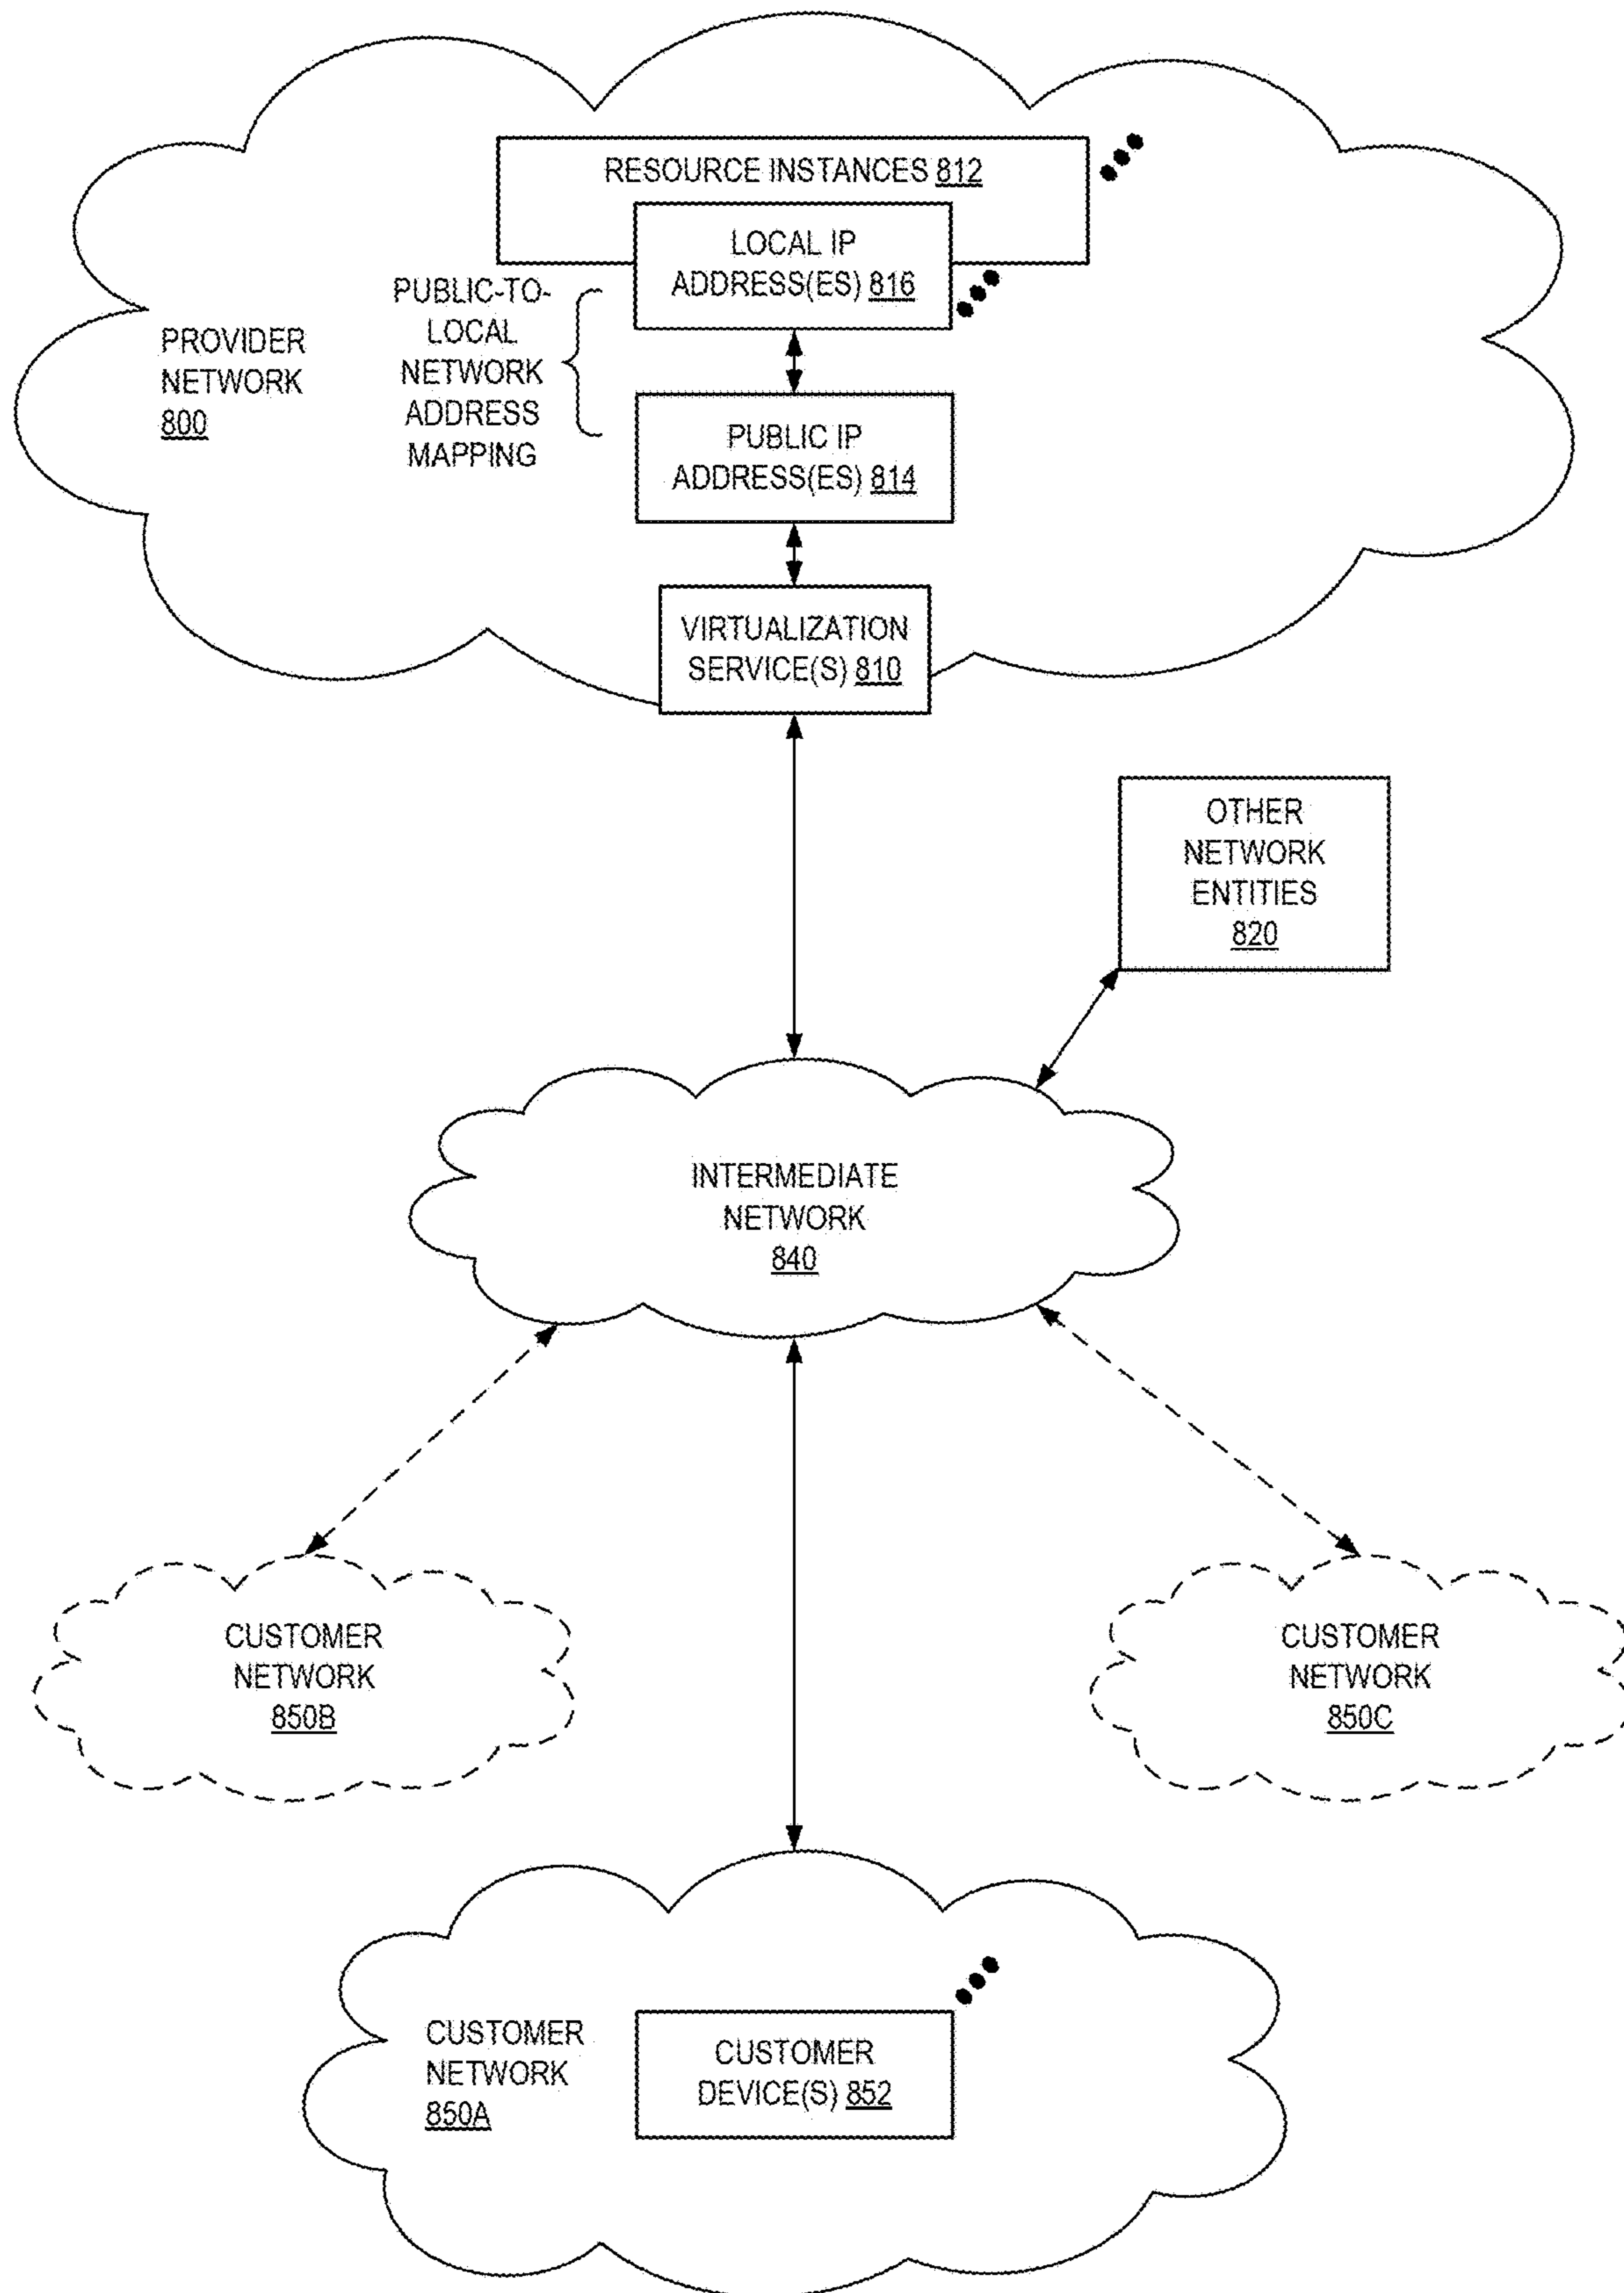 RESOURCE INSTANCES 812
LOCAL IP
ADDRESS(ES) 816
PUBLIC-TO-
LOCAL
NETWORK
ADDRESS
MAPPING
PROVIDER
NETWORK
800
PUBLIC IP
ADDRESS(ES) 814
VIRTUALIZATION
SERVICE(S) 810
OTHER
NETWORK
ENTITIES
820
INTERMEDIATE
NETWORK
840
CUSTOMER
NETWORK
850B
CUSTOMER
NETWORK
850C
CUSTOMER
NETWORK
850A
CUSTOMER
DEVICE(S) 852